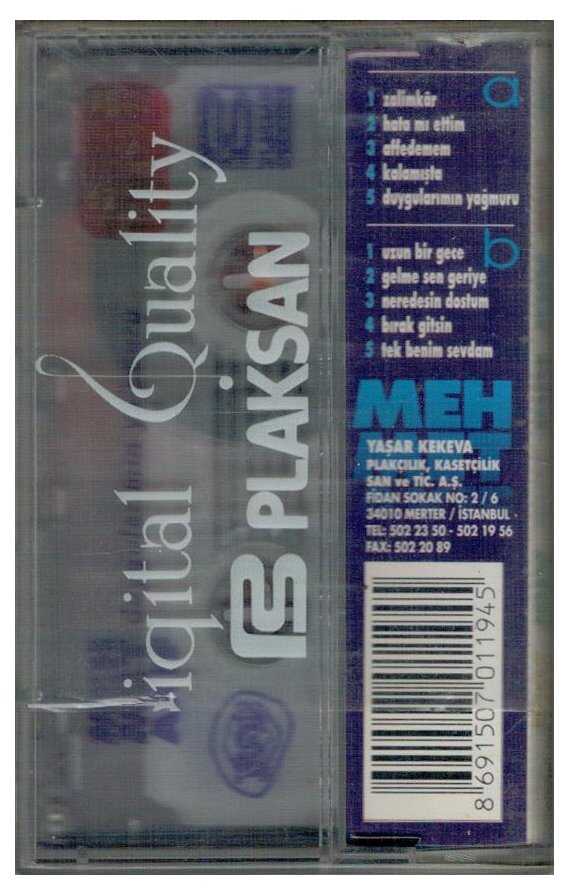 a
1 zalimkâr
2 hata mı ettim
3 affedemem
4 kalamışta
5 duygularımın yağmuru
b
1 uzun bir gece
2 gelme sen geriye
3 neredesin dostum
4 bırak gitsin
5 tek benim sevdam
MEH
YAŞAR KEKEVA
PLAKÇILIK, KASETÇİLİK
SAN ve TİC. A.Ş.
FİDAN SOKAK NO: 2 / 6
34010 MERTER / İSTANBUL
TEL: 502 23 50 - 502 19 56
FAX: 502 20 89
8 691507 011945
Quality
PLAKSAN